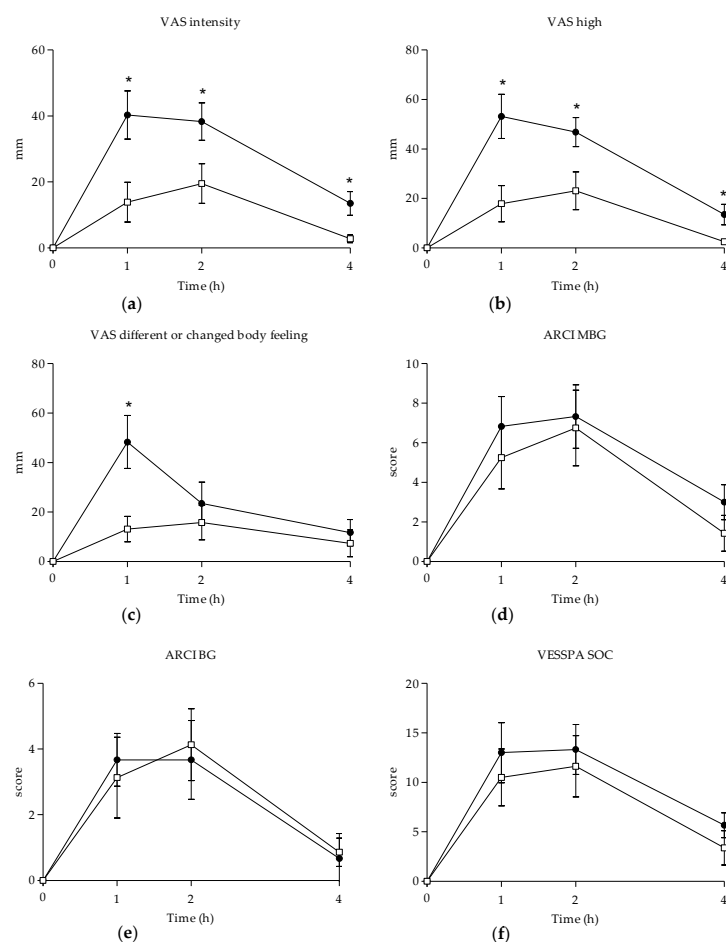 VAS intensity
60
*
*
40
mm
*
20
0
0
1
2
4
Time (h)
(a)
VAS high
80
*
60
*
mm
40
*
20
0
0
1
2
4
Time (h)
(b)
VAS different or changed body feeling
80
60
*
mm
40
20
0
0
1
2
4
Time (h)
(c)
ARCI MBG
10
8
6
score
4
2
0
0
1
2
4
Time (h)
(d)
ARCI BG
6
4
score
2
0
0
1
2
4
Time (h)
(e)
VESSPA SOC
20
15
score
10
5
0
0
1
2
4
Time (h)
(f)